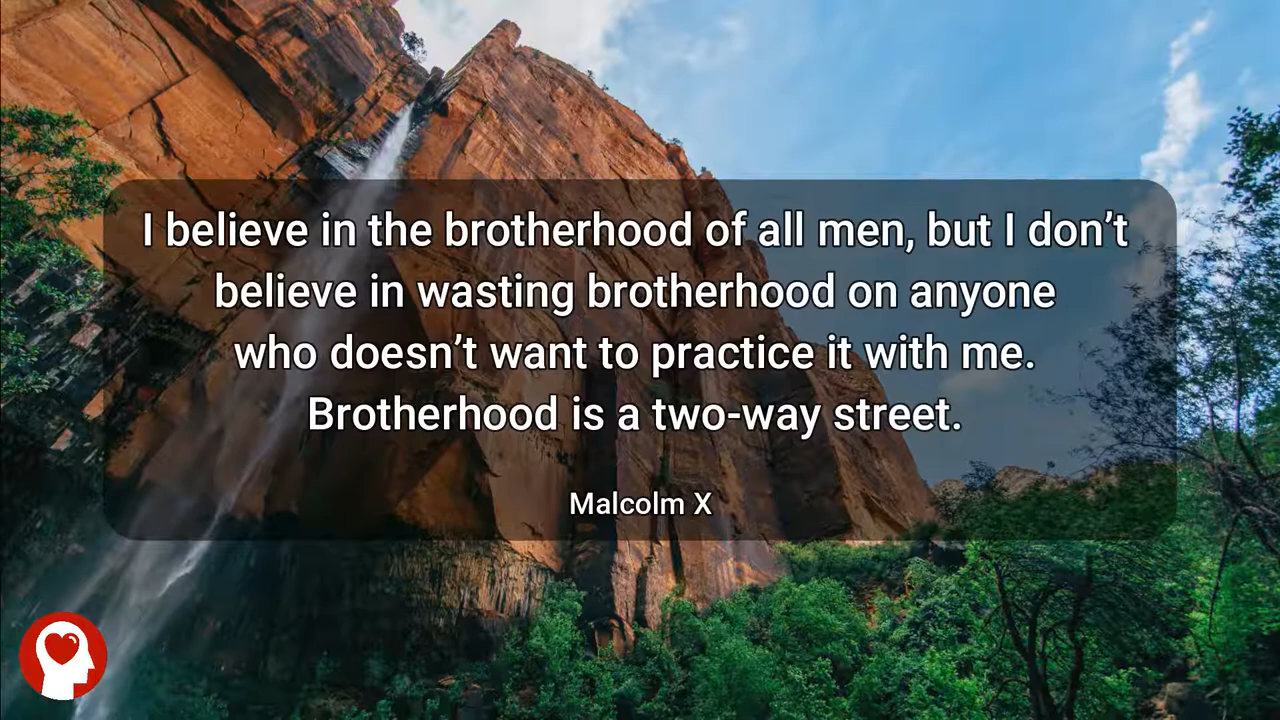 I believe in the brotherhood of all men, but I don’t
believe in wasting brotherhood on anyone
who doesn’t want to practice it with me.
Brotherhood is a two-way street.
Malcolm X